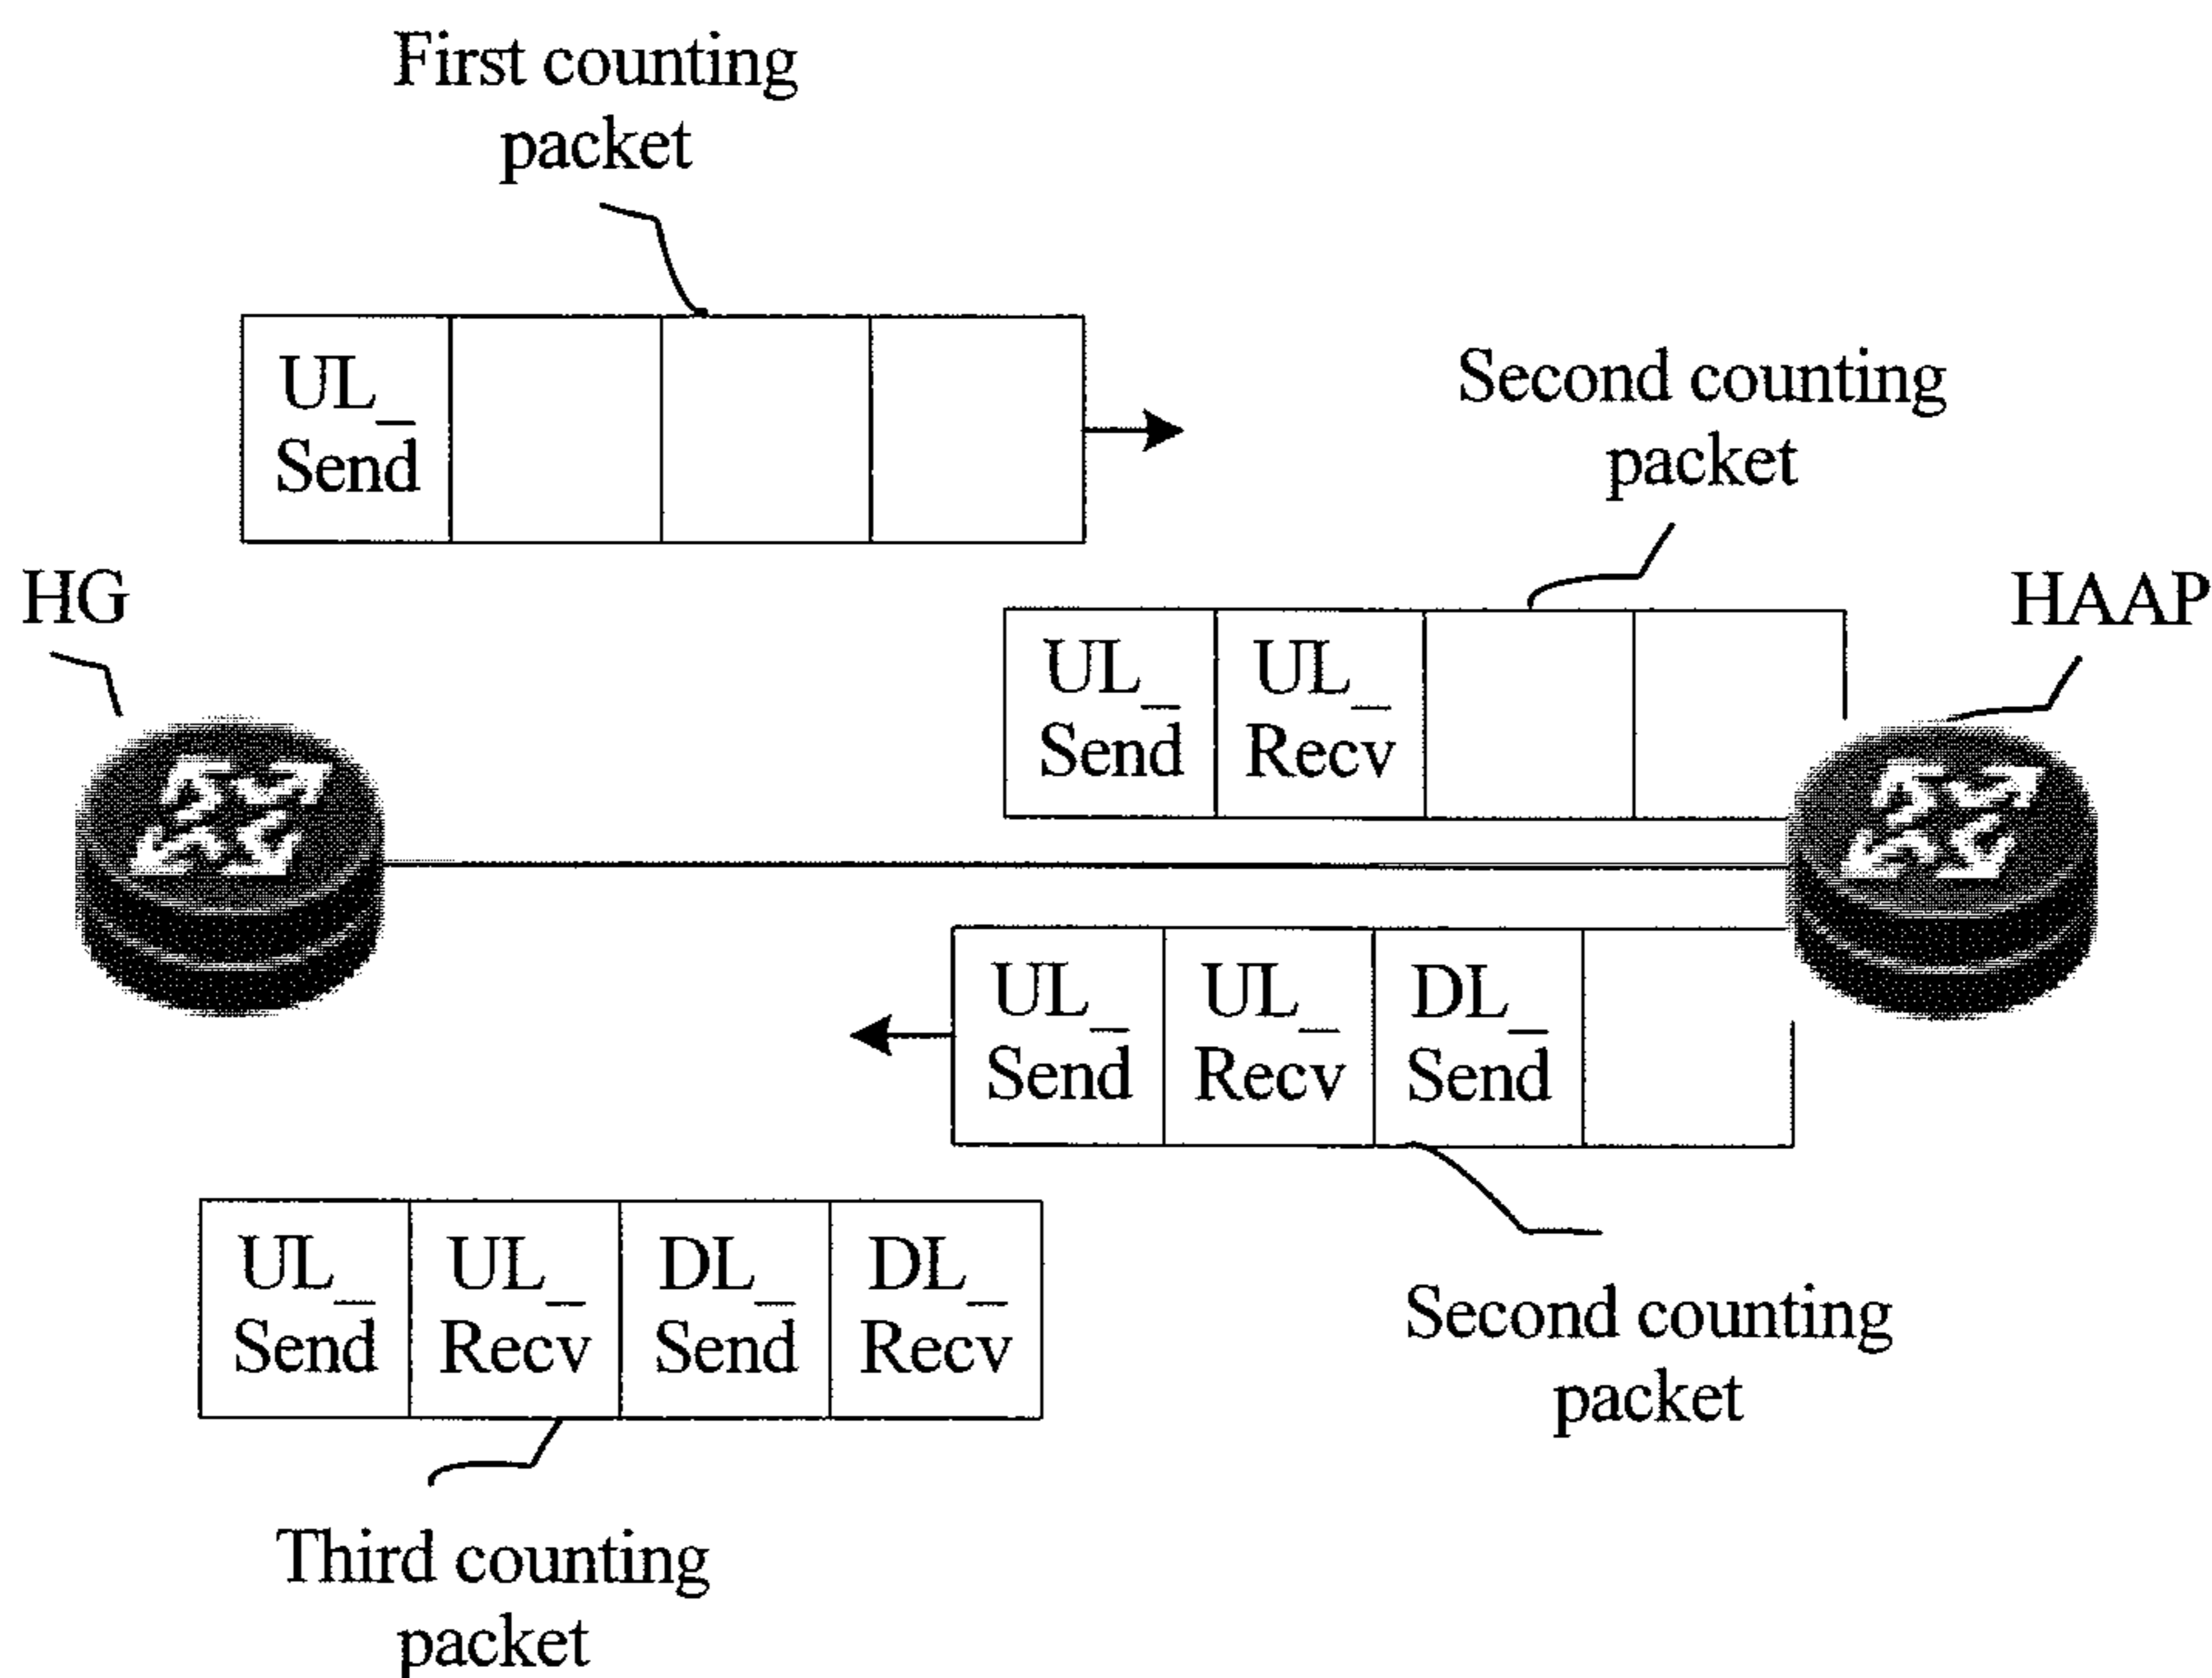 First counting
packet
UL_
Send
Second counting
packet
HG
HAAP
UL_
Send
UL_
Recv
UL_
Send
UL_
Recv
DL_
Send
UL_
Send
UL_
Recv
DL_
Send
DL_
Recv
Second counting
packet
Third counting
packet